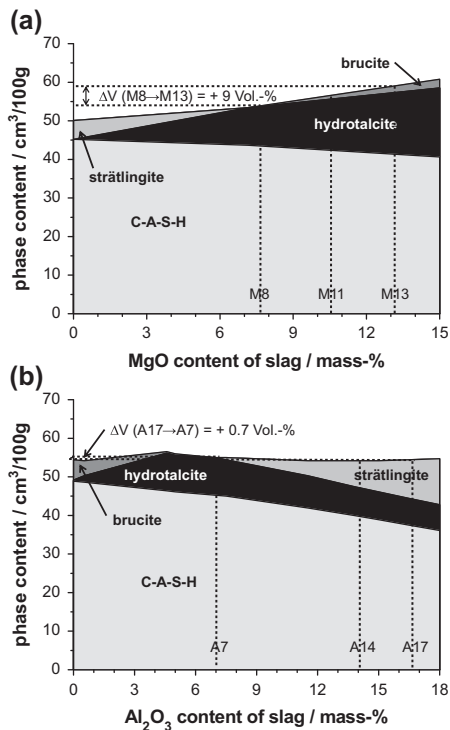 (a)
70
60
50
40
30
20
10
0
phase content / cm³/100g
ΔV (M8→M13) = + 9 Vol.-%
brucite
hydrotalcite
strätlingite
C-A-S-H
M8
M11
M13
0 3 6 9 12 15
MgO content of slag / mass-%
(b)
70
60
50
40
30
20
10
0
phase content / cm³/100g
ΔV (A17→A7) = + 0.7 Vol.-%
hydrotalcite
strätlingite
brucite
C-A-S-H
A7
A14
A17
0 3 6 9 12 15 18
Al₂O₃ content of slag / mass-%